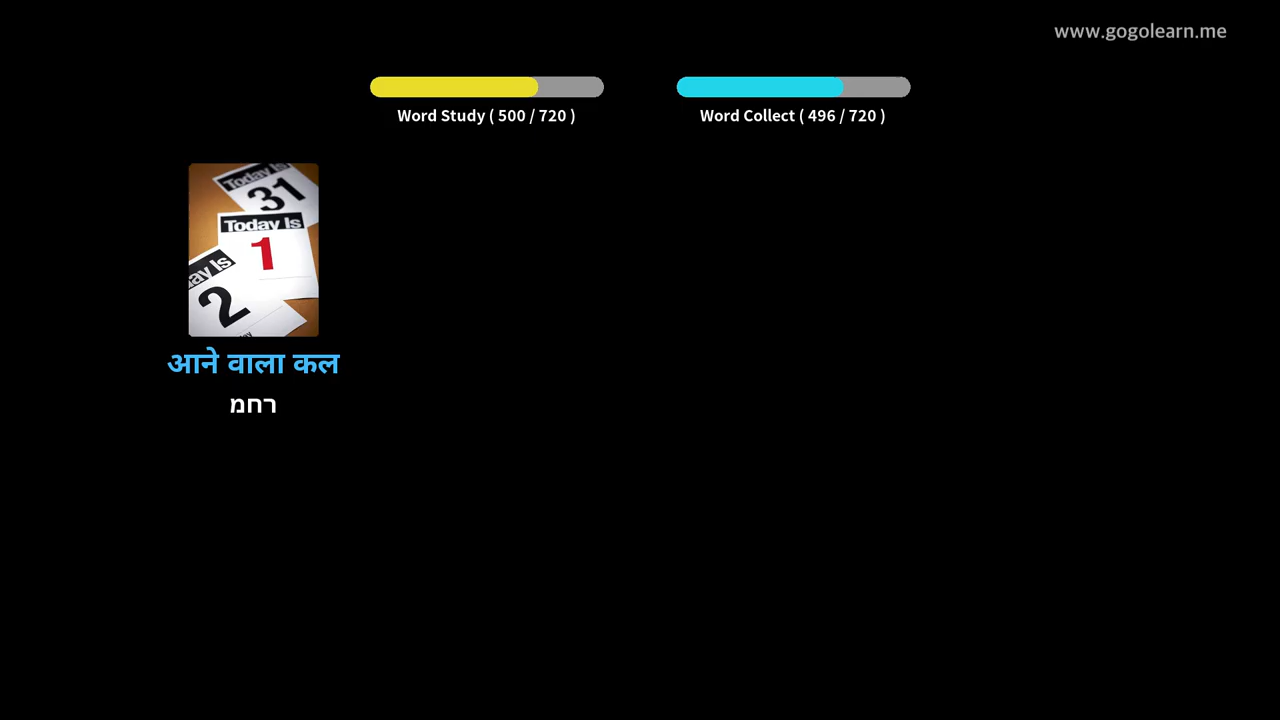 www.gogolearn.me
Word Study ( 500 / 720 )
Word Collect ( 496 / 720 )
Today Is
31
Today Is
1
ay Is
2
आने वाला कल
רחמ